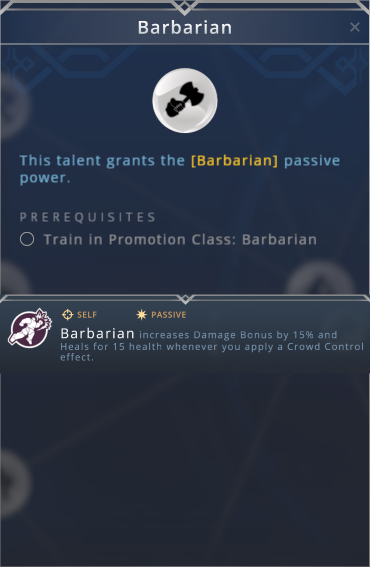 Barbarian
This talent grants the [Barbarian] passive
power.
PREREQUISITES
Train in Promotion Class: Barbarian
SELF PASSIVE
Barbarian increases Damage Bonus by 15% and
Heals for 15 health whenever you apply a Crowd Control
effect.